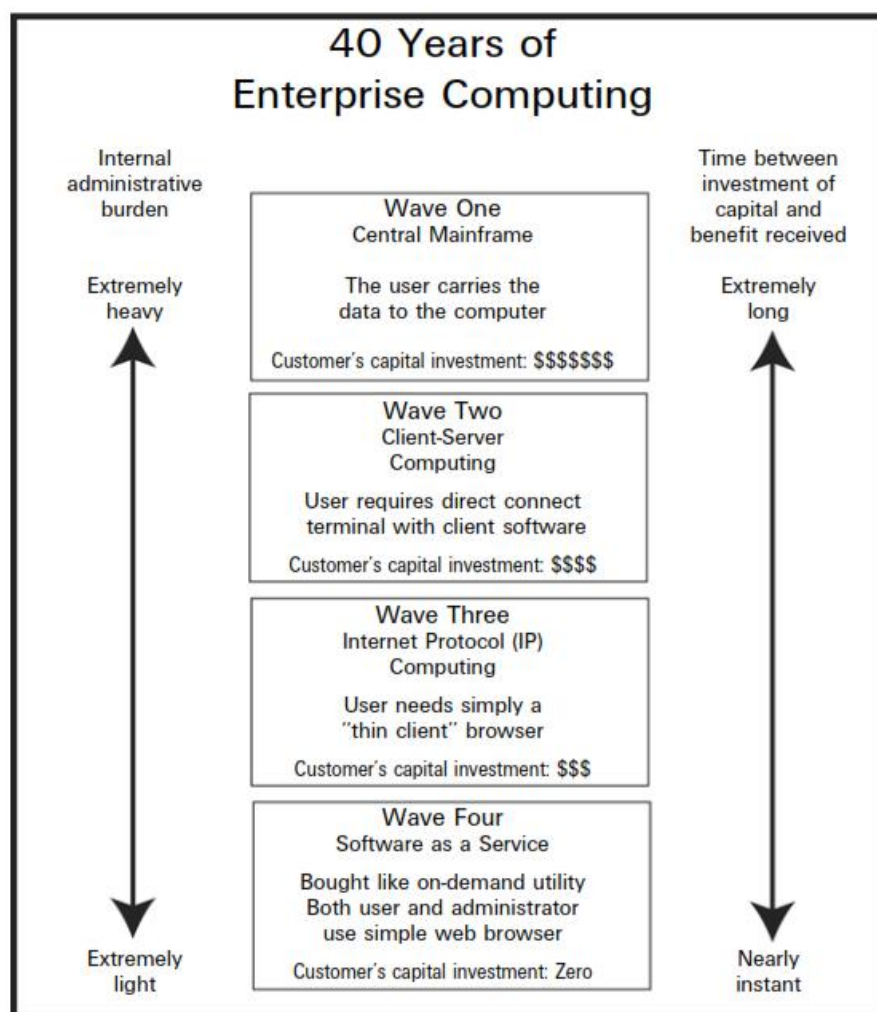 40 Years of
Enterprise Computing
Internal
administrative
burden
Extremely
heavy
Extremely
light
Wave One
Central Mainframe
The user carries the
data to the computer
Customer's capital investment: $$$$$$$
Wave Two
Client-Server
Computing
User requires direct connect
terminal with client software
Customer's capital investment: $$$$
Wave Three
Internet Protocol (IP)
Computing
User needs simply a
"thin client" browser
Customer's capital investment: $$$
Wave Four
Software as a Service
Bought like on-demand utility
Both user and administrator
use simple web browser
Customer's capital investment: Zero
Time between
investment of
capital and
benefit received
Extremely
long
Nearly
instant